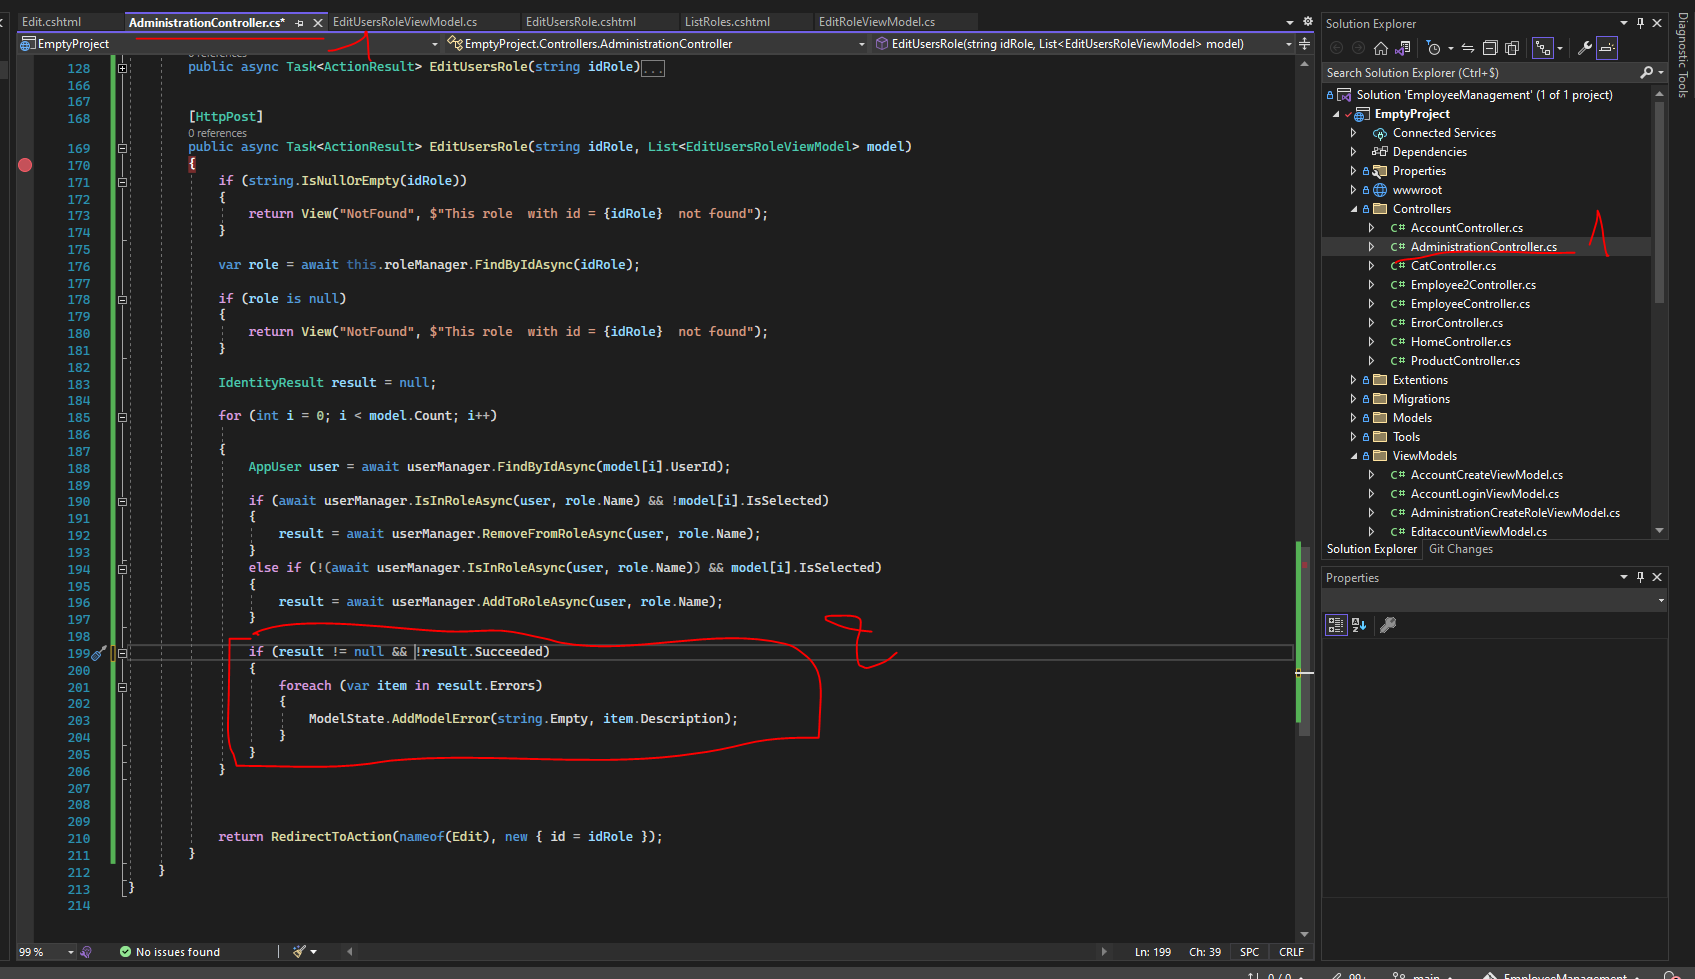 Edit.cshtml AdministrationController.cs* EditUsersRoleViewModel.cs EditUsersRole.cshtml ListRoles.cshtml EditRoleViewModel.cs
EmptyProject EmptyProject.Controllers.AdministrationController EditUsersRole(string idRole, List<EditUsersRoleViewModel> model)
0 references
128 public async Task<ActionResult> EditUsersRole(string idRole)...
166
167
168 [HttpPost]
0 references
169 public async Task<ActionResult> EditUsersRole(string idRole, List<EditUsersRoleViewModel> model)
170 {
171 if (string.IsNullOrEmpty(idRole))
172 {
173 return View("NotFound", $"This role  with id = {idRole}  not found");
174 }
175
176 var role = await this.roleManager.FindByIdAsync(idRole);
177
178 if (role is null)
179 {
180 return View("NotFound", $"This role  with id = {idRole}  not found");
181 }
182
183 IdentityResult result = null;
184
185 for (int i = 0; i < model.Count; i++)
186
187 {
188 AppUser user = await userManager.FindByIdAsync(model[i].UserId);
189
190 if (await userManager.IsInRoleAsync(user, role.Name) && !model[i].IsSelected)
191 {
192 result = await userManager.RemoveFromRoleAsync(user, role.Name);
193 }
194 else if (!(await userManager.IsInRoleAsync(user, role.Name)) && model[i].IsSelected)
195 {
196 result = await userManager.AddToRoleAsync(user, role.Name);
197 }
198
199 if (result != null && !result.Succeeded)
200 {
201 foreach (var item in result.Errors)
202 {
203 ModelState.AddModelError(string.Empty, item.Description);
204 }
205 }
206 }
207
208
209
210 return RedirectToAction(nameof(Edit), new { id = idRole });
211 }
212 }
213 }
214
99 % No issues found Ln: 199 Ch: 39 SPC CRLF
Solution Explorer
Search Solution Explorer (Ctrl+$)
Solution 'EmployeeManagement' (1 of 1 project)
EmptyProject
Connected Services
Dependencies
Properties
wwwroot
Controllers
C# AccountController.cs
C# AdministrationController.cs
C# CatController.cs
C# Employee2Controller.cs
C# EmployeeController.cs
C# ErrorController.cs
C# HomeController.cs
C# ProductController.cs
Extentions
Migrations
Models
Tools
ViewModels
C# AccountCreateViewModel.cs
C# AccountLoginViewModel.cs
C# AdministrationCreateRoleViewModel.cs
C# EditaccountViewModel.cs
Solution Explorer Git Changes
Properties
Diagnostic Tools
1
1
2
0 / 0 99+ main EmployeeManagement